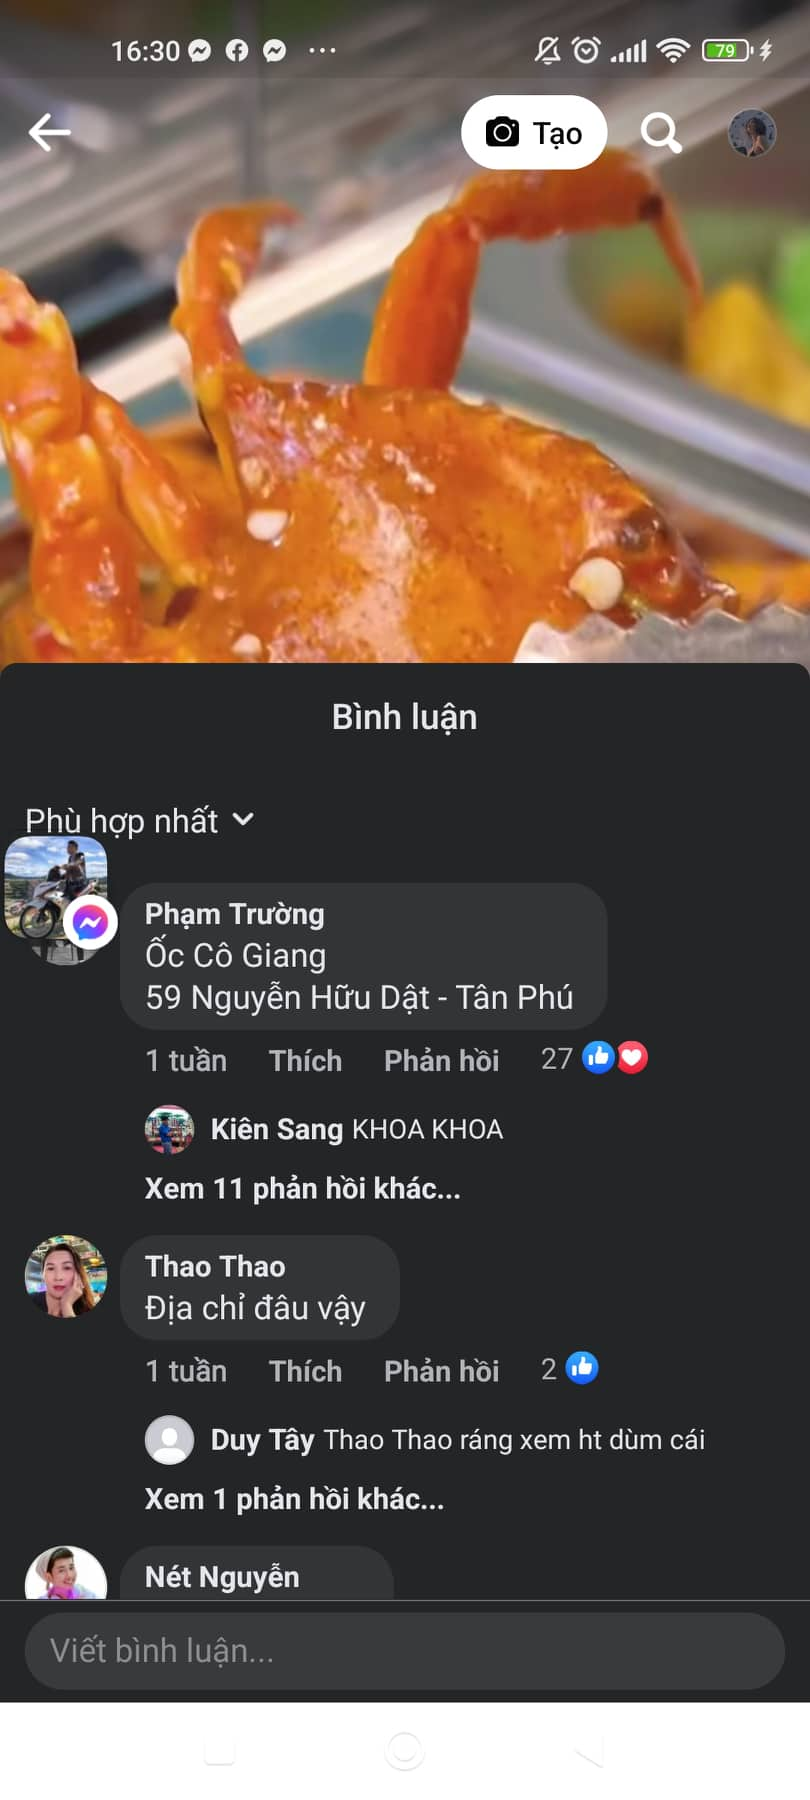 16:30
79
Tạo
Bình luận
Phù hợp nhất
Phạm Trường
Ốc Cô Giang
59 Nguyễn Hữu Dật - Tân Phú
1 tuần Thích Phản hồi 27
Kiên Sang KHOA KHOA
Xem 11 phản hồi khác...
Thao Thao
Địa chỉ đâu vậy
1 tuần Thích Phản hồi 2
Duy Tây Thao Thao ráng xem ht dùm cái
Xem 1 phản hồi khác...
Nét Nguyễn
Viết bình luận...